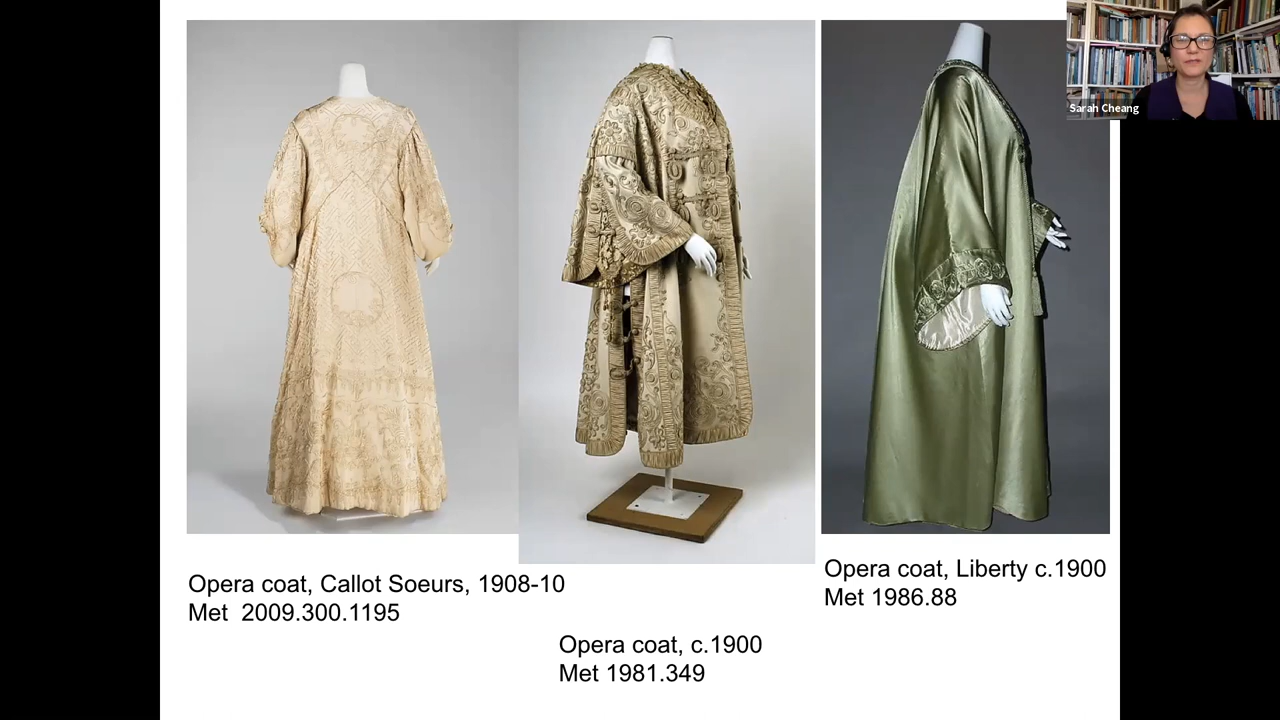 Sarah Cheang
Opera coat, Callot Soeurs, 1908-10
Met  2009.300.1195
Opera coat, c.1900
Met 1981.349
Opera coat, Liberty c.1900
Met 1986.88